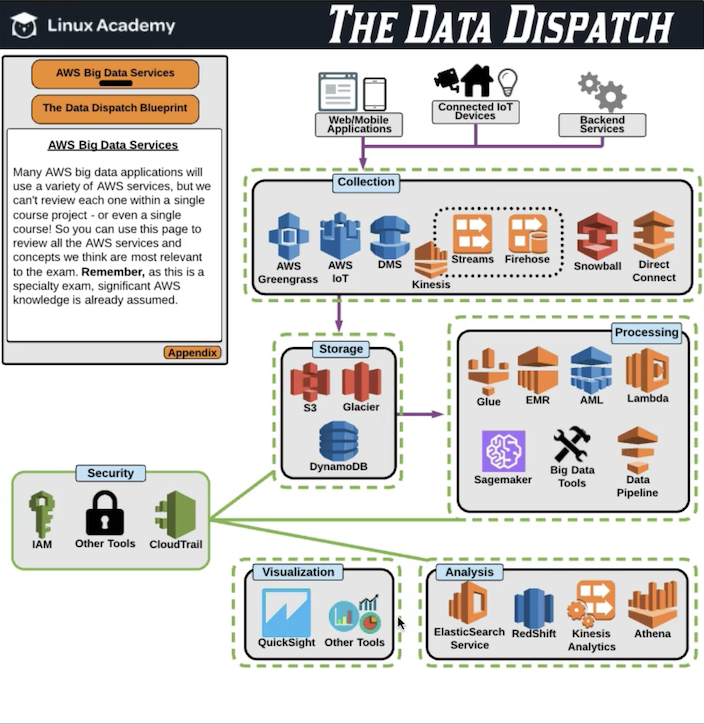 Linux Academy
THE DATA DISPATCH
AWS Big Data Services
The Data Dispatch Blueprint
AWS Big Data Services
Many AWS big data applications will
use a variety of AWS services, but we
can't review each one within a single
course project - or even a single
course! So you can use this page to
review all the AWS services and
concepts we think are most relevant
to the exam. Remember, as this is a
specialty exam, significant AWS
knowledge is already assumed.
Appendix
Web/Mobile
Applications
Connected IoT
Devices
Backend
Services
Collection
AWS
Greengrass
AWS
IoT
DMS
Kinesis
Streams
Firehose
Snowball
Direct
Connect
Storage
S3
Glacier
DynamoDB
Processing
Glue
EMR
AML
Lambda
Sagemaker
Big Data
Tools
Data
Pipeline
Security
IAM
Other Tools
CloudTrail
Visualization
QuickSight
Other Tools
Analysis
ElasticSearch
Service
RedShift
Kinesis
Analytics
Athena